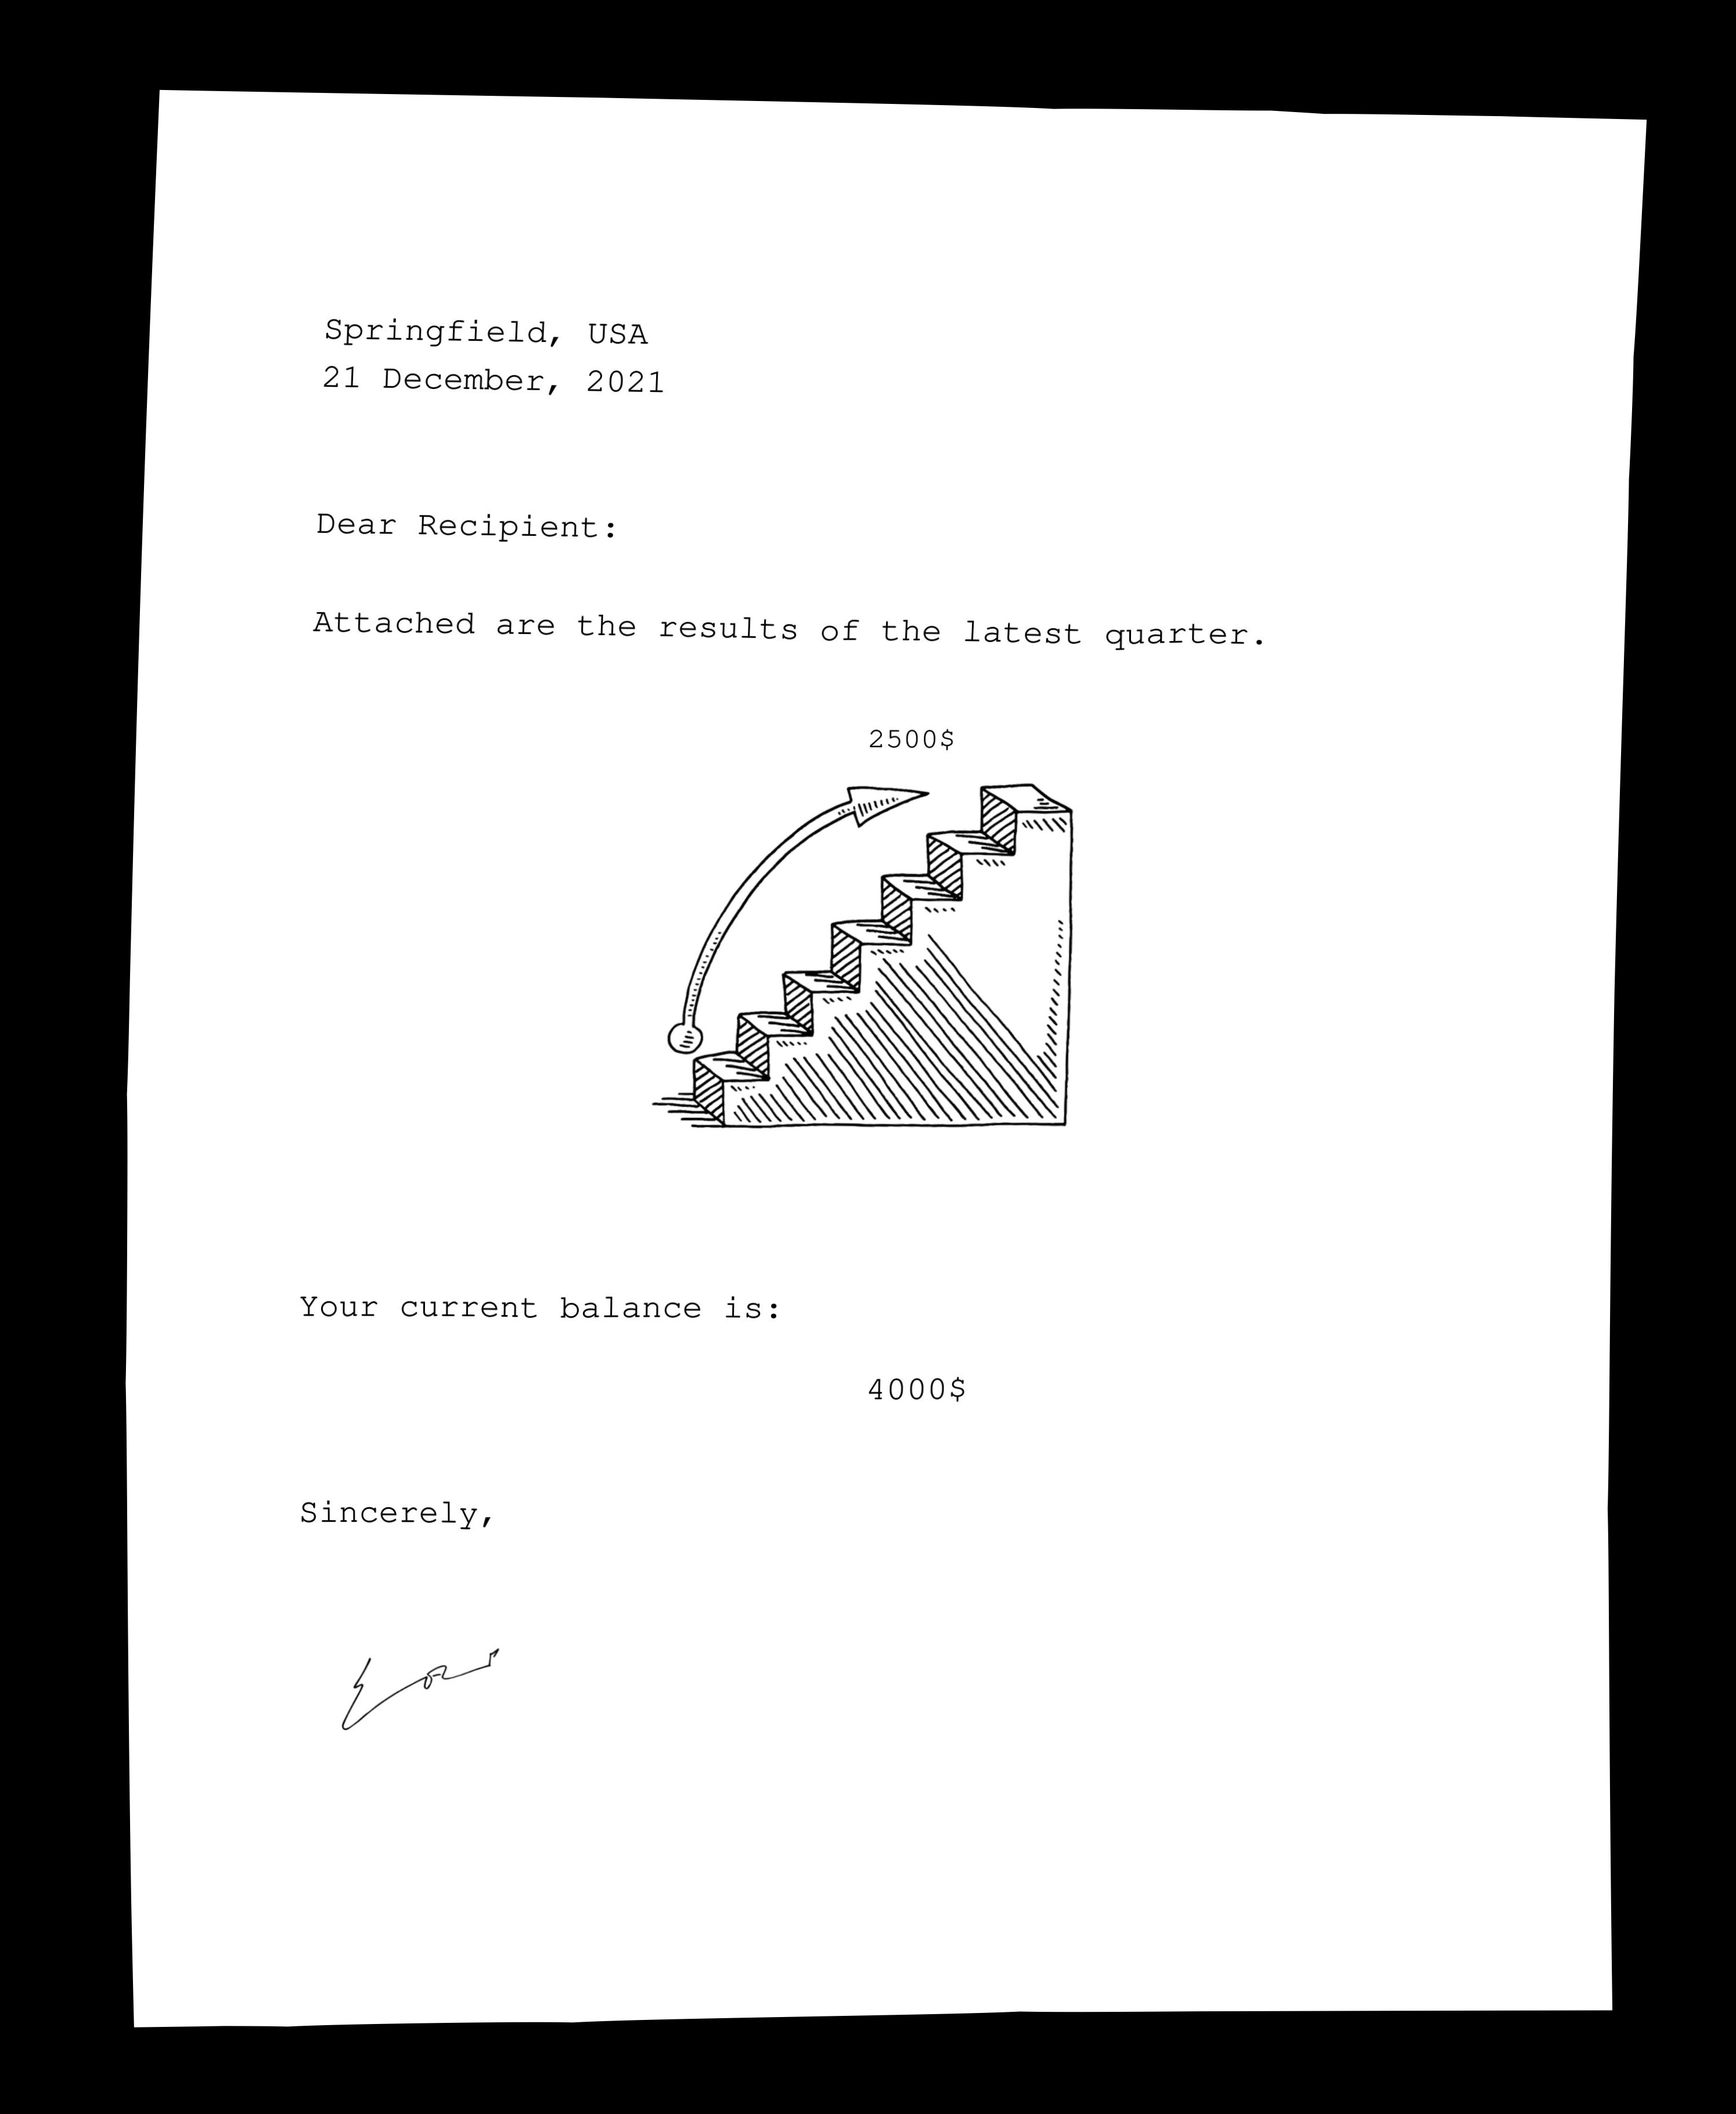 Springfield, USA
21 December, 2021
Dear Recipient:
Attached are the results of the latest quarter.
2500$
Your current balance is:
4000$
Sincerely,